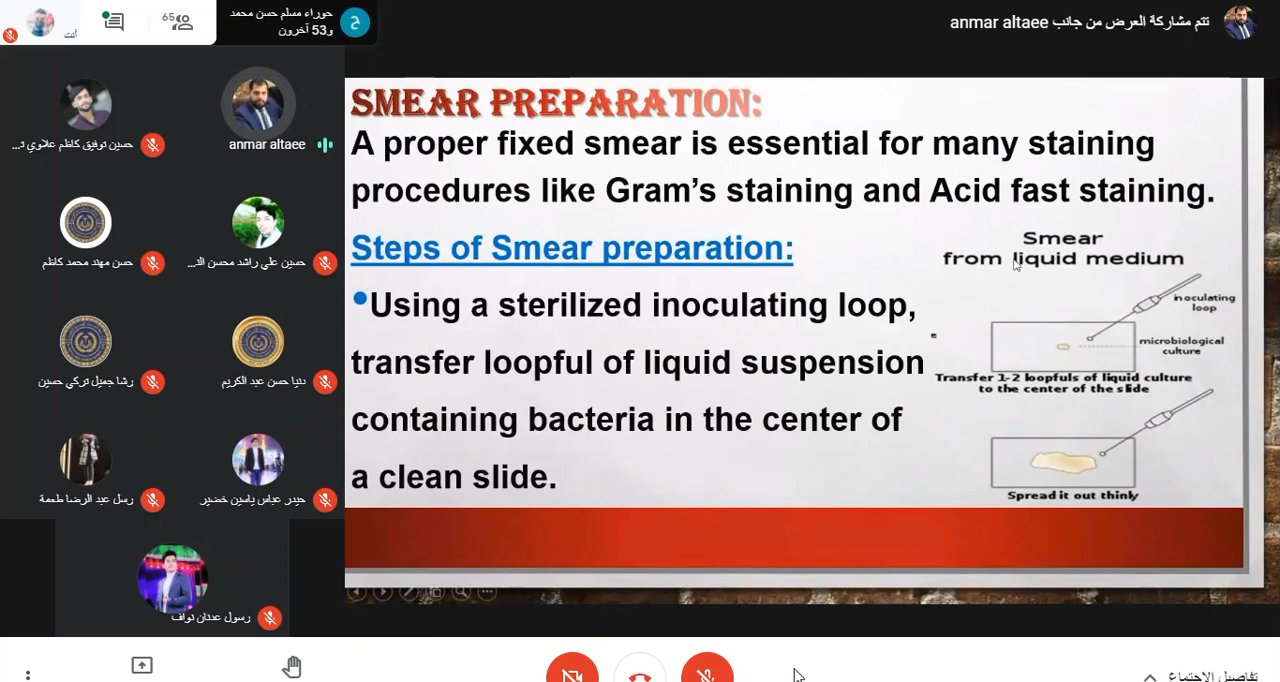 تتم مشاركة العرض من جانب anmar altaee
حوراء مسلم حسن محمد
و53 آخرون
65
أنت
حسين توفيق كاظم علاوي ت...
anmar altaee
حسن مهند محمد كاظم
حسين علي راشد محسن الد...
رشا جميل تركي حسين
دنيا حسن عبد الكريم
رسل عبد الرضا طعمة
حيدر عباس ياسين خضير
رسول عدنان نواف
SMEAR PREPARATION:
A proper fixed smear is essential for many staining
procedures like Gram's staining and Acid fast staining.
Steps of Smear preparation:
•Using a sterilized inoculating loop,
transfer loopful of liquid suspension
containing bacteria in the center of
a clean slide.
Smear
from liquid medium
inoculating
loop
microbiological
culture
Transfer 1-2 loopfuls of liquid culture
to the center of the slide
Spread it out thinly
تفاصيل الاجتماع